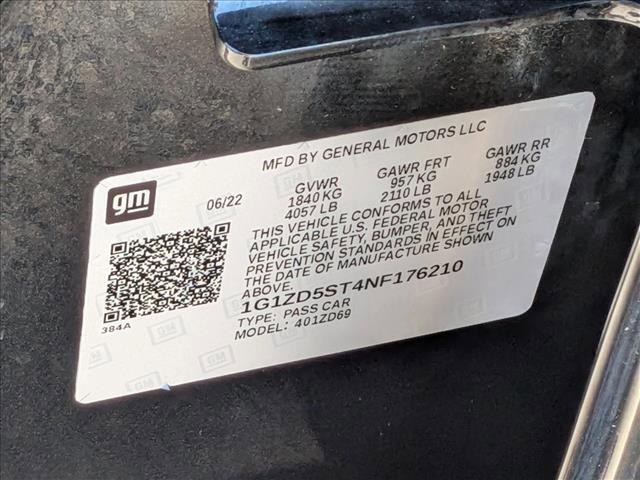 MFD BY GENERAL MOTORS LLC
gm
06/22
GVWR GAWR FRT GAWR RR
1840 KG 957 KG 884 KG
4057 LB 2110 LB 1948 LB
THIS VEHICLE CONFORMS TO ALL
APPLICABLE U.S. FEDERAL MOTOR
VEHICLE SAFETY, BUMPER, AND THEFT
PREVENTION STANDARDS IN EFFECT ON
THE DATE OF MANUFACTURE SHOWN
ABOVE.
1G1ZD5ST4NF176210
TYPE: PASS CAR
MODEL: 401ZD69
384A